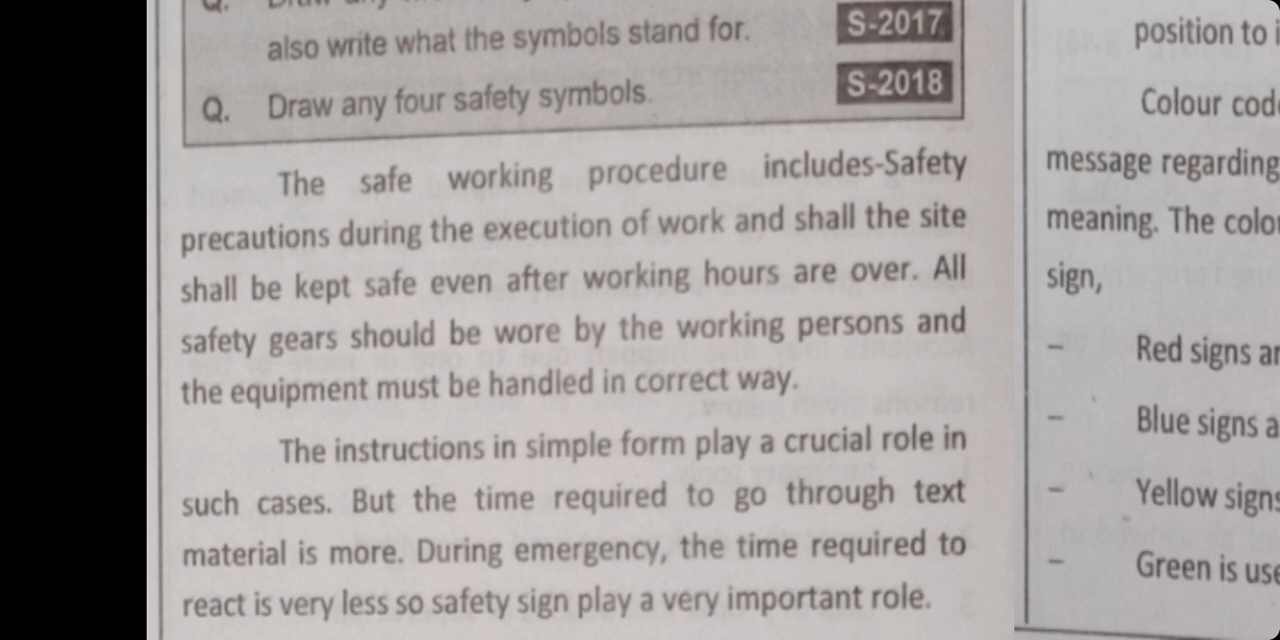 also write what the symbols stand for. S-2017
Q. Draw any four safety symbols. S-2018
The safe working procedure includes-Safety
precautions during the execution of work and shall the site
shall be kept safe even after working hours are over. All
safety gears should be wore by the working persons and
the equipment must be handled in correct way.
The instructions in simple form play a crucial role in
such cases. But the time required to go through text
material is more. During emergency, the time required to
react is very less so safety sign play a very important role.
position to
Colour
message regarding
meaning. The
sign,
– Red signs
– Blue signs
– Yellow signs
– Green is